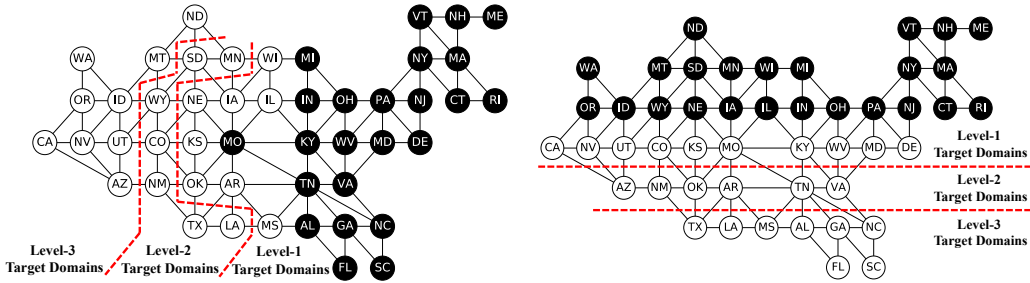 ND VT NH ME
WA MT SD MN WI MI NY MA
OR ID WY NE IA IL IN OH PA NJ CT RI
CA NV UT CO KS MO KY WV MD DE
AZ NM OK AR TN VA
TX LA MS AL GA NC
FL SC
Level-3
Target Domains
Level-2
Target Domains
Level-1
Target Domains
ND VT NH ME
WA MT SD MN WI MI NY MA
OR ID WY NE IA IL IN OH PA NJ CT RI
CA NV UT CO KS MO KY WV MD DE
AZ NM OK AR TN VA
TX LA MS AL GA NC
FL SC
Level-1
Target Domains
Level-2
Target Domains
Level-3
Target Domains